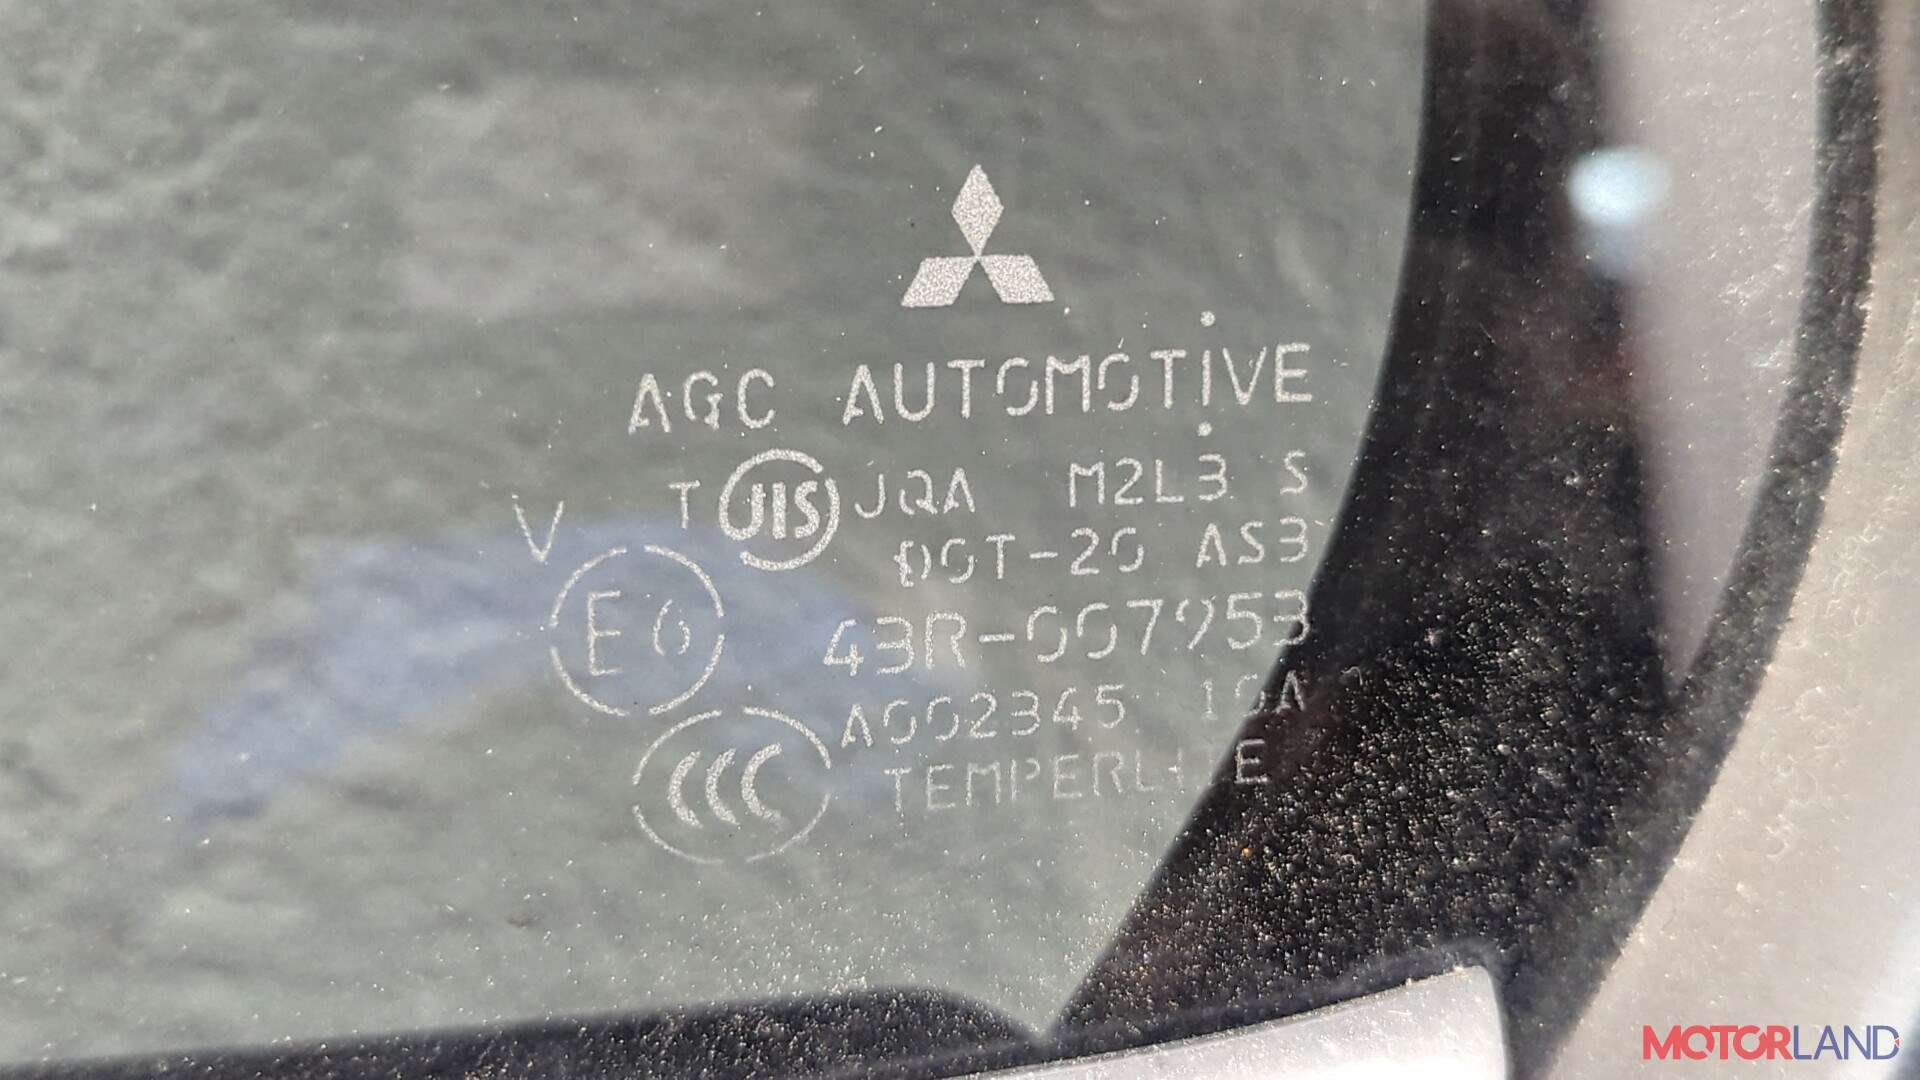 AGC AUTOMOTIVE
T JIS JQA M2L3 S
V
DOT-20 AS3
E6 43R-007953
A002345 10A
CCC TEMPERLITE
MOTORLAND